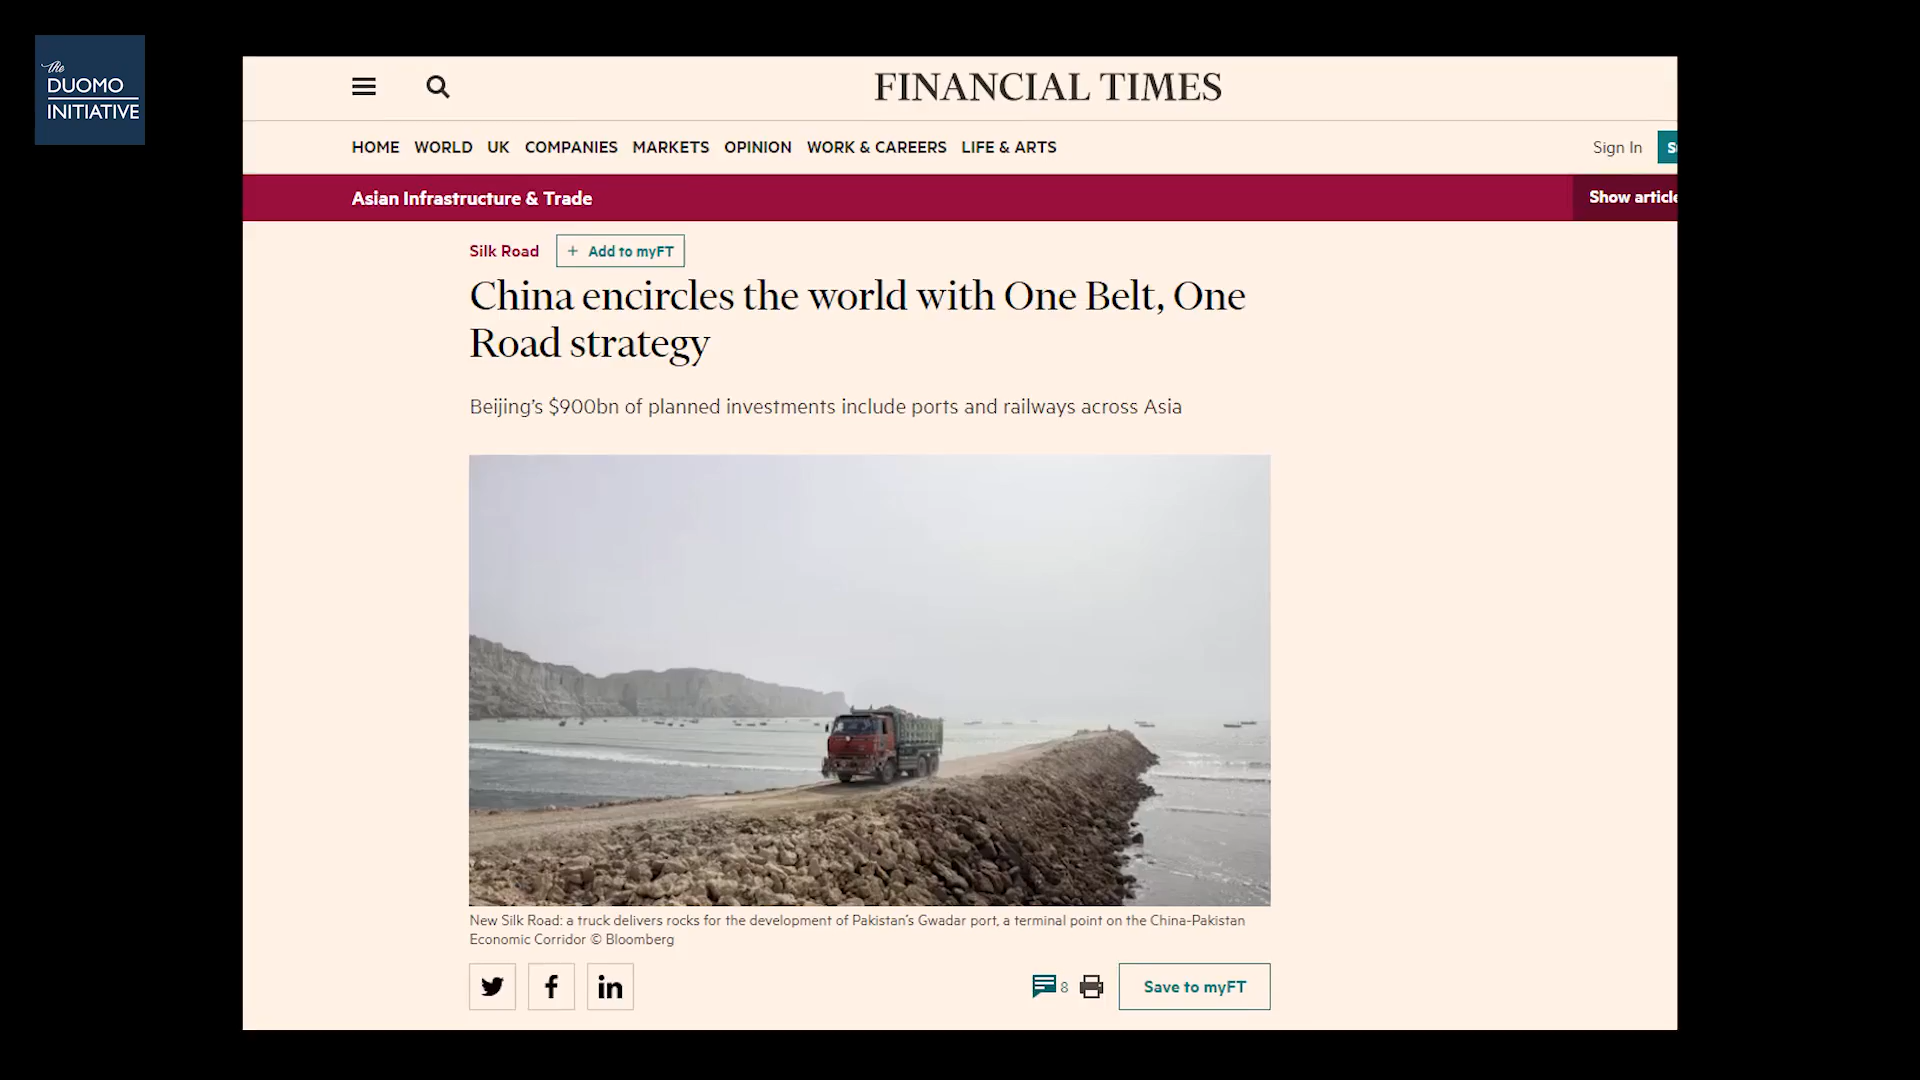 the
DUOMO
INITIATIVE
FINANCIAL TIMES
HOME WORLD UK COMPANIES MARKETS OPINION WORK & CAREERS LIFE & ARTS
Sign In
Asian Infrastructure & Trade
Show article
Silk Road + Add to myFT
China encircles the world with One Belt, One
Road strategy
Beijing's $900bn of planned investments include ports and railways across Asia
New Silk Road: a truck delivers rocks for the development of Pakistan's Gwadar port, a terminal point on the China-Pakistan
Economic Corridor © Bloomberg
8
Save to myFT